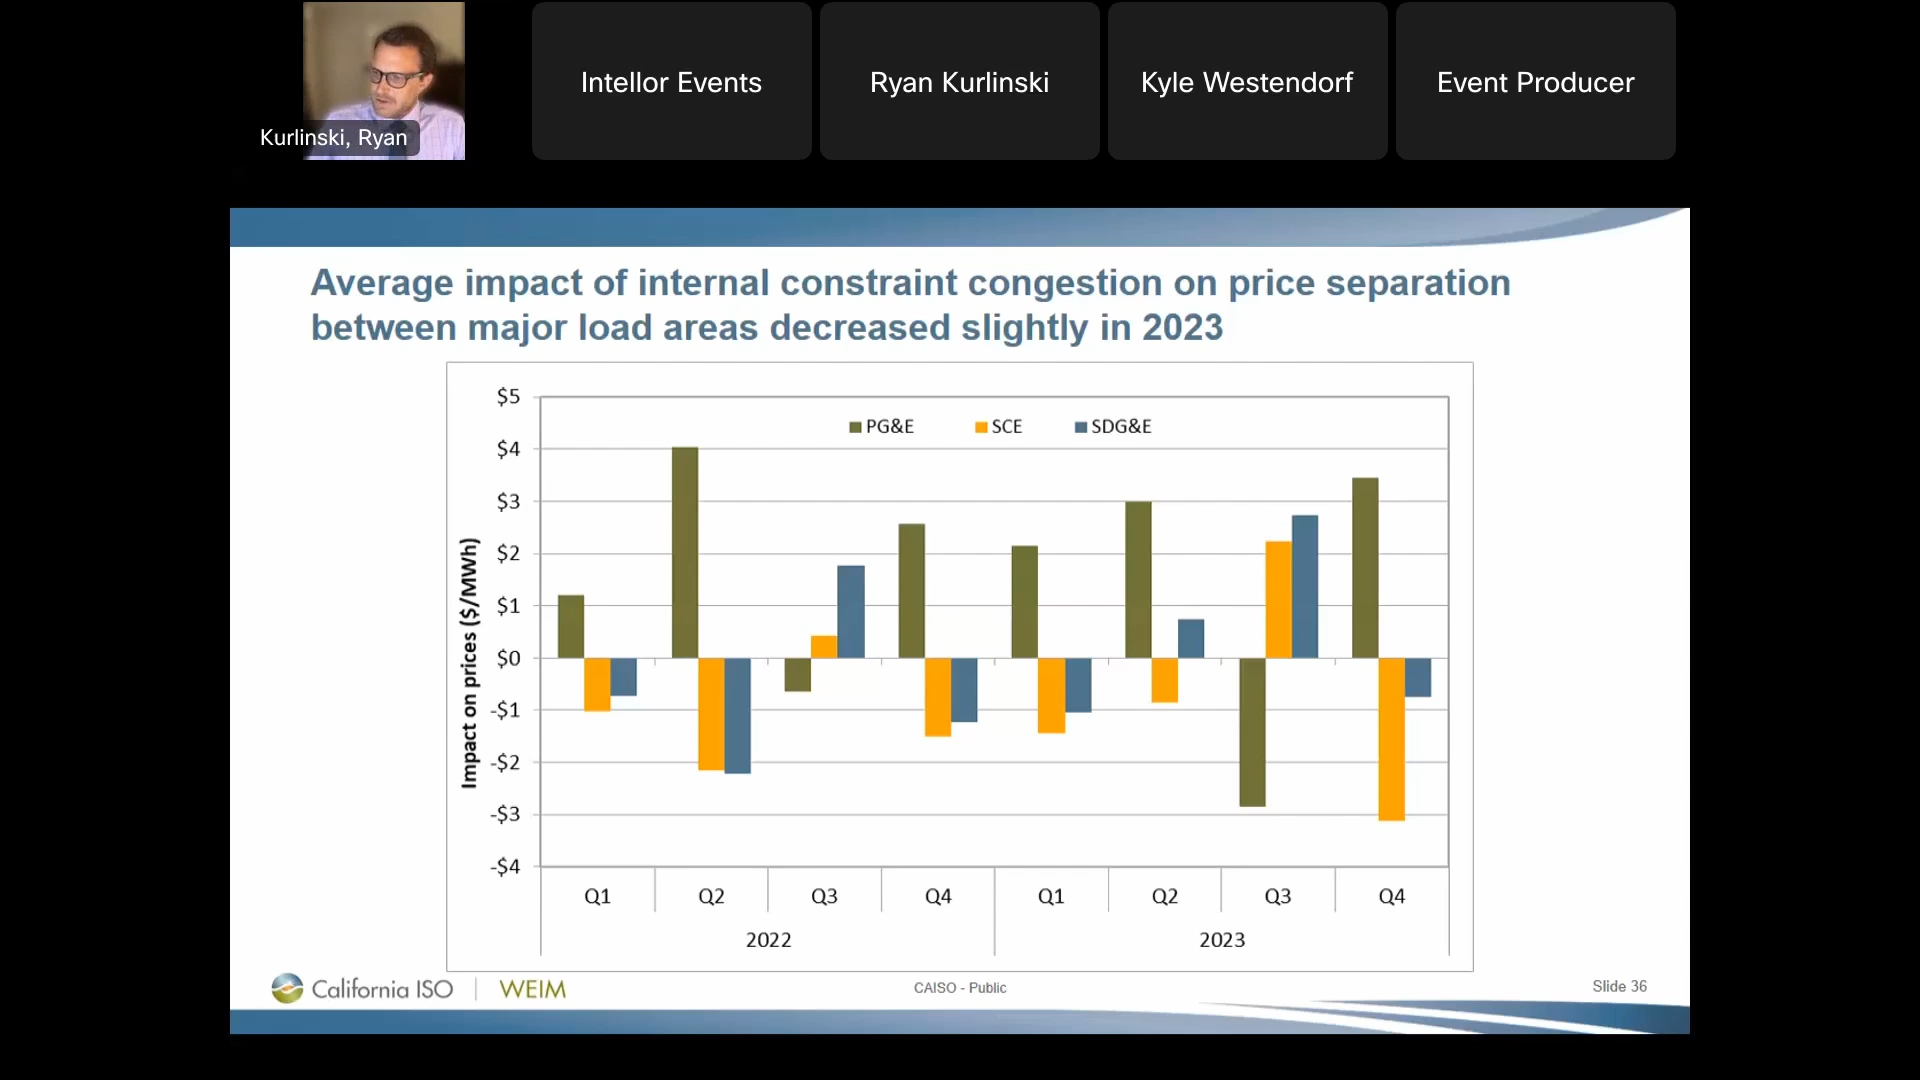 Kurlinski, Ryan
Intellor Events
Ryan Kurlinski
Kyle Westendorf
Event Producer
Average impact of internal constraint congestion on price separation
between major load areas decreased slightly in 2023
PG&E SCE SDG&E
Impact on prices ($/MWh)
$5
$4
$3
$2
$1
$0
-$1
-$2
-$3
-$4
Q1 Q2 Q3 Q4 Q1 Q2 Q3 Q4
2022 2023
California ISO WEIM
CAISO - Public
Slide 36